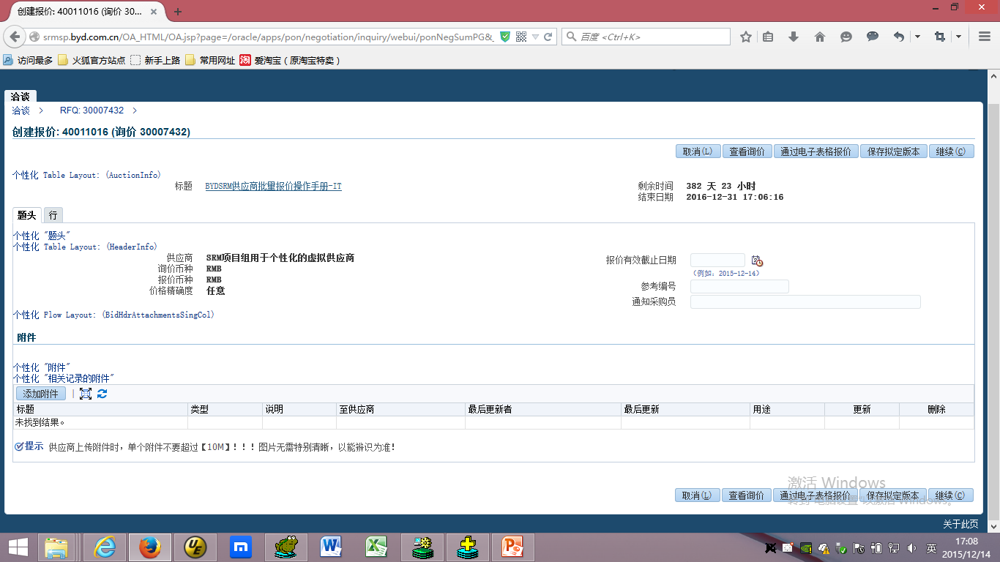 创建报价: 40011016 (询价 30...
srmsp.byd.com.cn/OA_HTML/OA.jsp?page=/oracle/apps/pon/negotiation/inquiry/webui/ponNegSumPG&_
百度 <Ctrl+K>
访问最多 火狐官方站点 新手上路 常用网址 淘 爱淘宝（原淘宝特卖）
洽谈
洽谈 > RFQ: 30007432 >
创建报价: 40011016 (询价 30007432)
取消(L) 查看询价 通过电子表格报价 保存拟定版本 继续(C)
个性化 Table Layout: (AuctionInfo)
标题 BYDSRM供应商批量报价操作手册-IT
剩余时间 382 天 23 小时
结束日期 2016-12-31 17:06:16
题头 行
个性化 "题头"
个性化 Table Layout: (HeaderInfo)
供应商 SRM项目组用于个性化的虚拟供应商
询价币种 RMB
报价币种 RMB
价格精确度 任意
报价有效截止日期
(例如: 2015-12-14)
参考编号
通知采购员
个性化 Flow Layout: (BidHdrAttachmentsSingCol)
附件
个性化 "附件"
个性化 "相关记录的附件"
添加附件
标题 类型 说明 至供应商 最后更新者 最后更新 用途 更新 删除
未找到结果。
提示 供应商上传附件时，单个附件不要超过【10M】！！！图片无需特别清晰，以能辨识为准！
激活 Windows
转到"电脑设置"以激活 Windows。
取消(L) 查看询价 通过电子表格报价 保存拟定版本 继续(C)
关于此页
英
17:08
2015/12/14